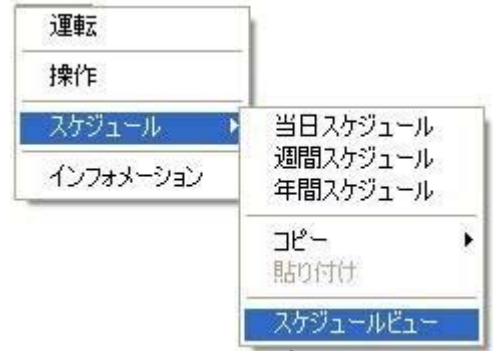 運転
操作
スケジュール
インフォメーション
当日スケジュール
週間スケジュール
年間スケジュール
コピー
貼り付け
スケジュールビュー